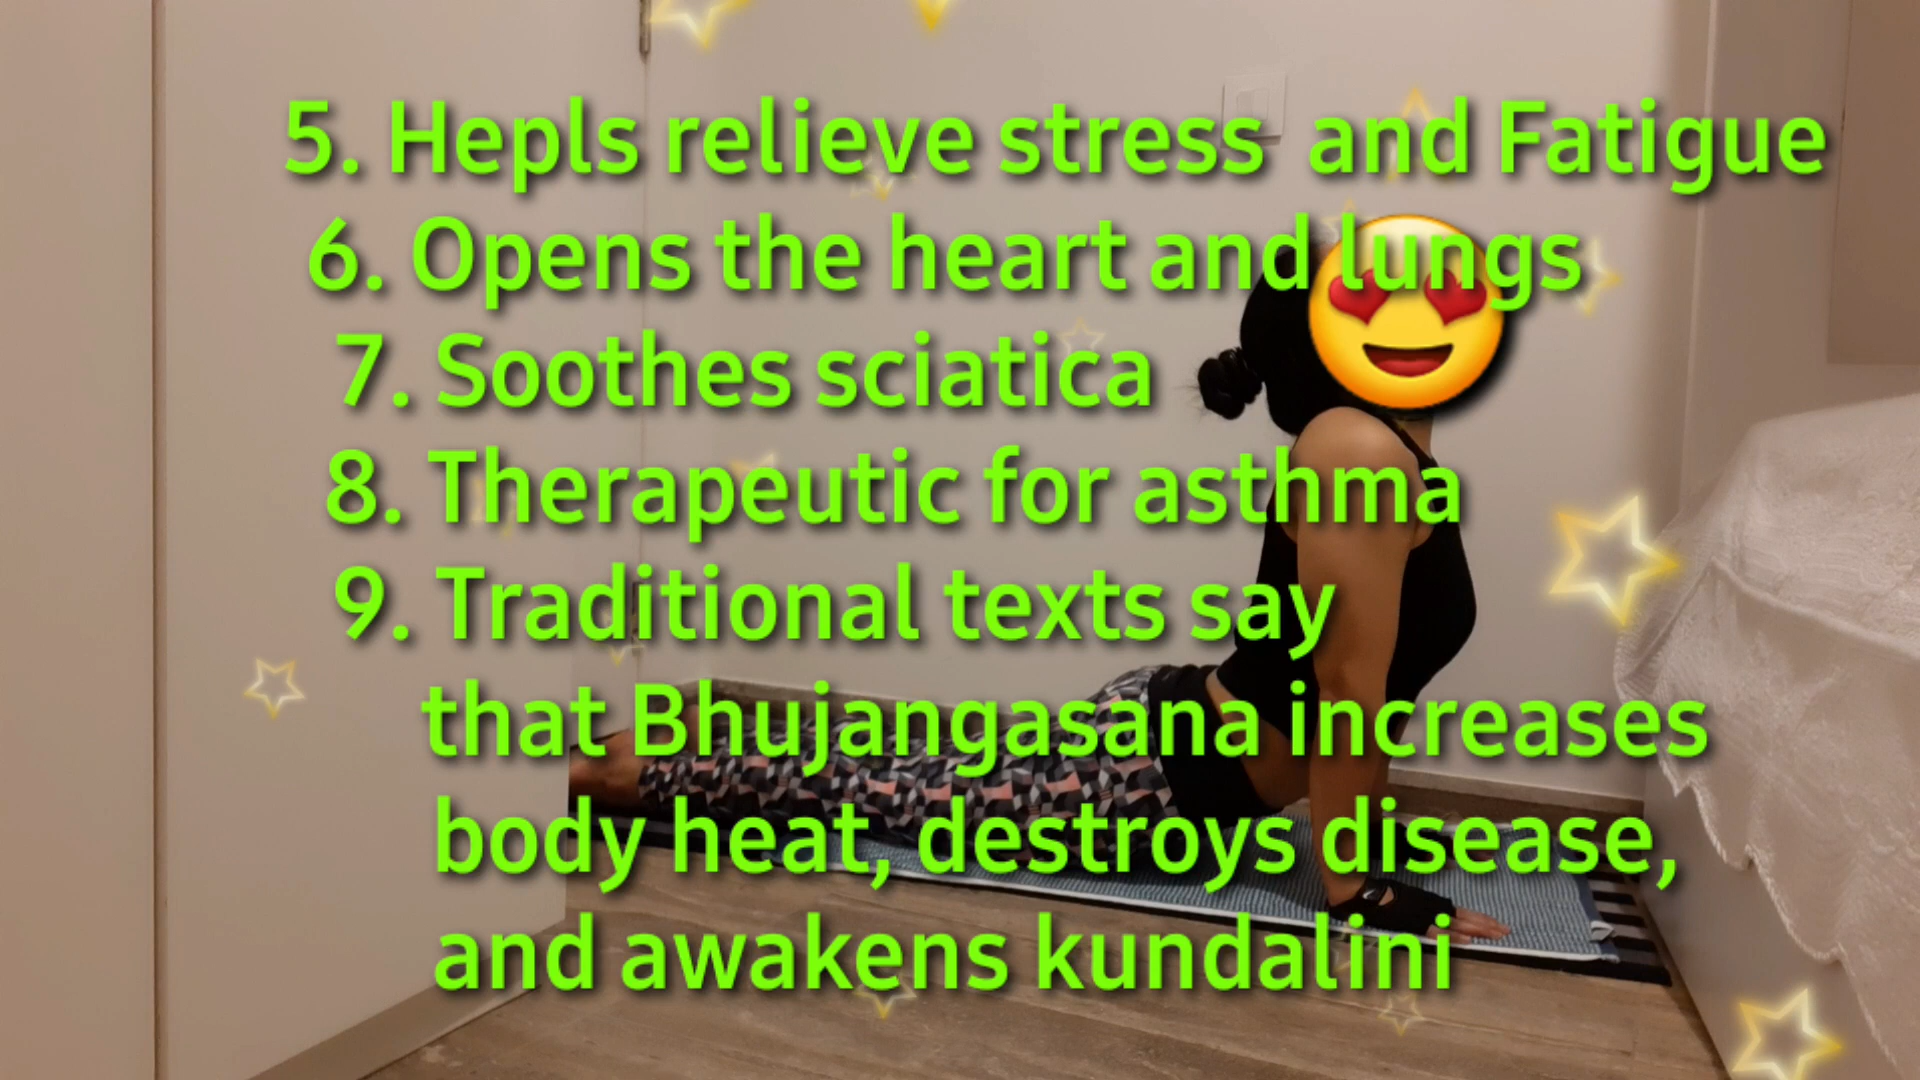 5. Hepls relieve stress  and Fatigue
6. Opens the heart and lungs
7. Soothes sciatica
8. Therapeutic for asthma
9. Traditional texts say
that Bhujangasana increases
body heat, destroys disease,
and awakens kundalini